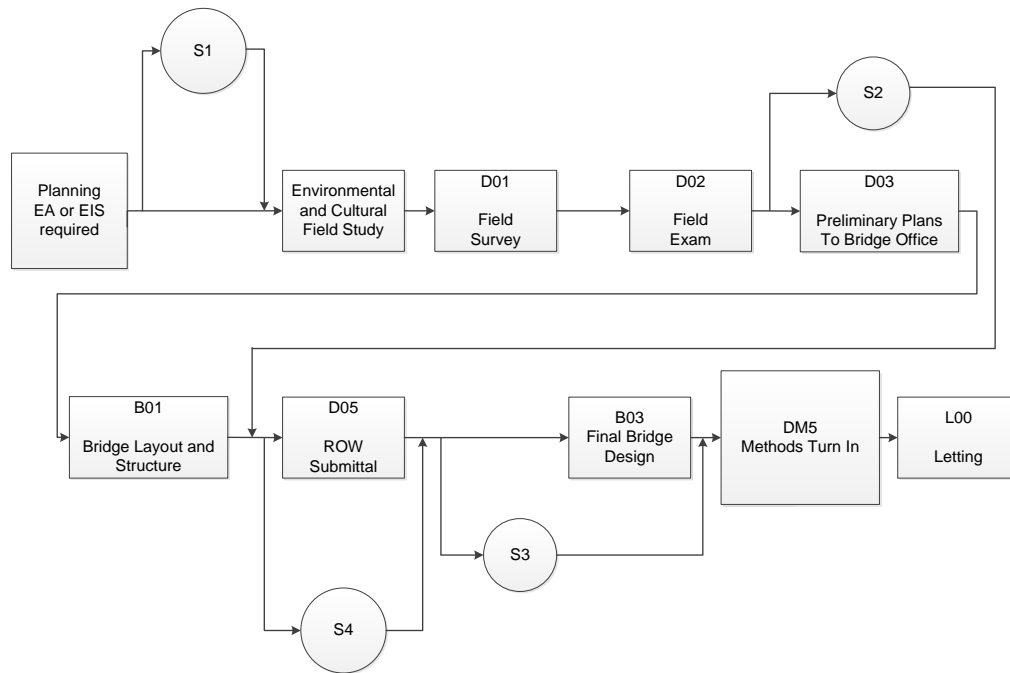 S1
S2
Planning
EA or EIS
required
Environmental
and Cultural
Field Study
D01
Field
Survey
D02
Field
Exam
D03
Preliminary Plans
To Bridge Office
B01
Bridge Layout and
Structure
D05
ROW
Submittal
B03
Final Bridge
Design
DM5
Methods Turn In
L00
Letting
S3
S4